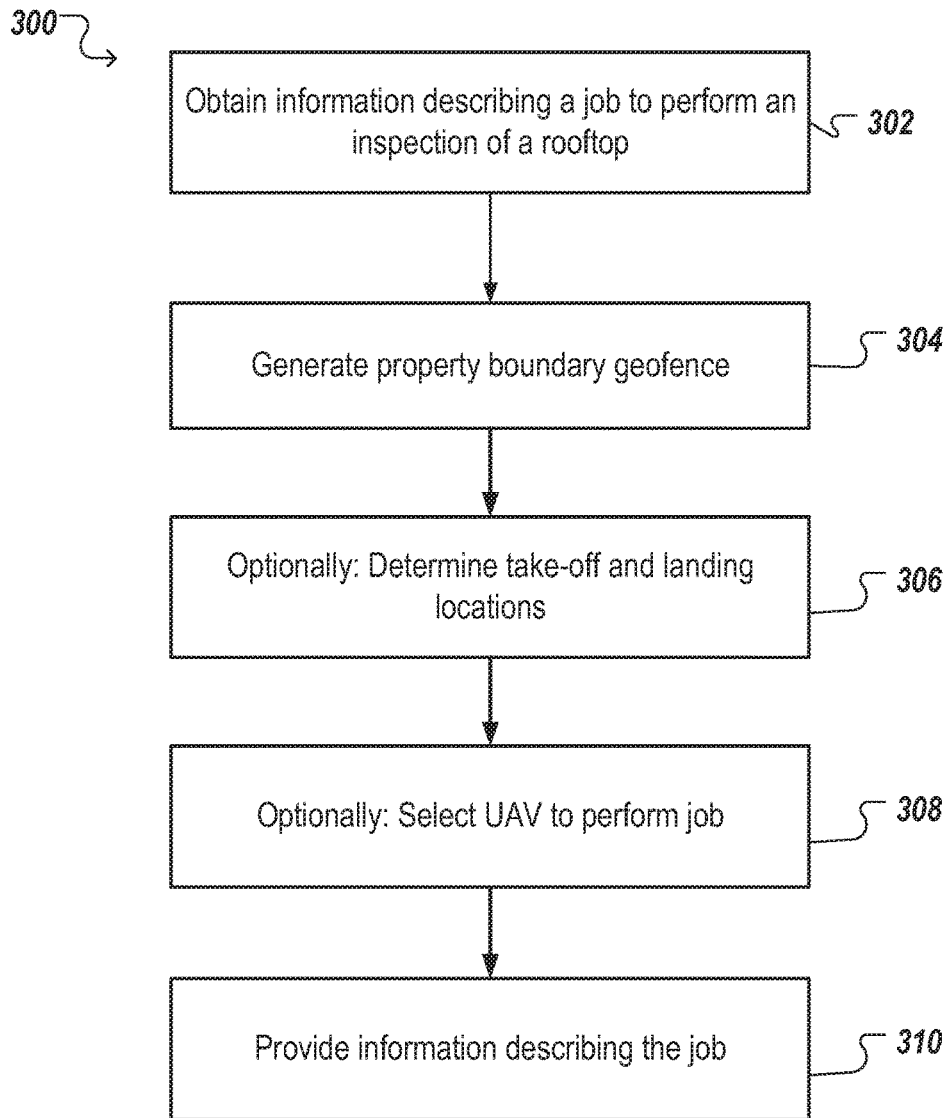 300
Obtain information describing a job to perform an
inspection of a rooftop
302
Generate property boundary geofence
304
Optionally: Determine take-off and landing
locations
306
Optionally: Select UAV to perform job
308
Provide information describing the job
310